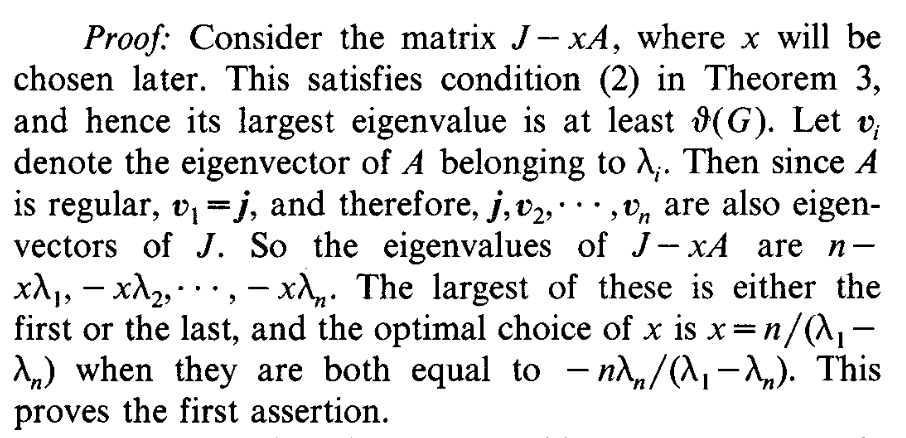 Proof: Consider the matrix J − xA, where x will be
chosen later. This satisfies condition (2) in Theorem 3,
and hence its largest eigenvalue is at least ϑ(G). Let vᵢ
denote the eigenvector of A belonging to λᵢ. Then since A
is regular, v₁ = j, and therefore, j, v₂, · · · , vₙ are also eigen-
vectors of J. So the eigenvalues of J − xA are n −
xλ₁, − xλ₂, · · · , − xλₙ. The largest of these is either the
first or the last, and the optimal choice of x is x = n/(λ₁ −
λₙ) when they are both equal to − nλₙ/(λ₁ − λₙ). This
proves the first assertion.